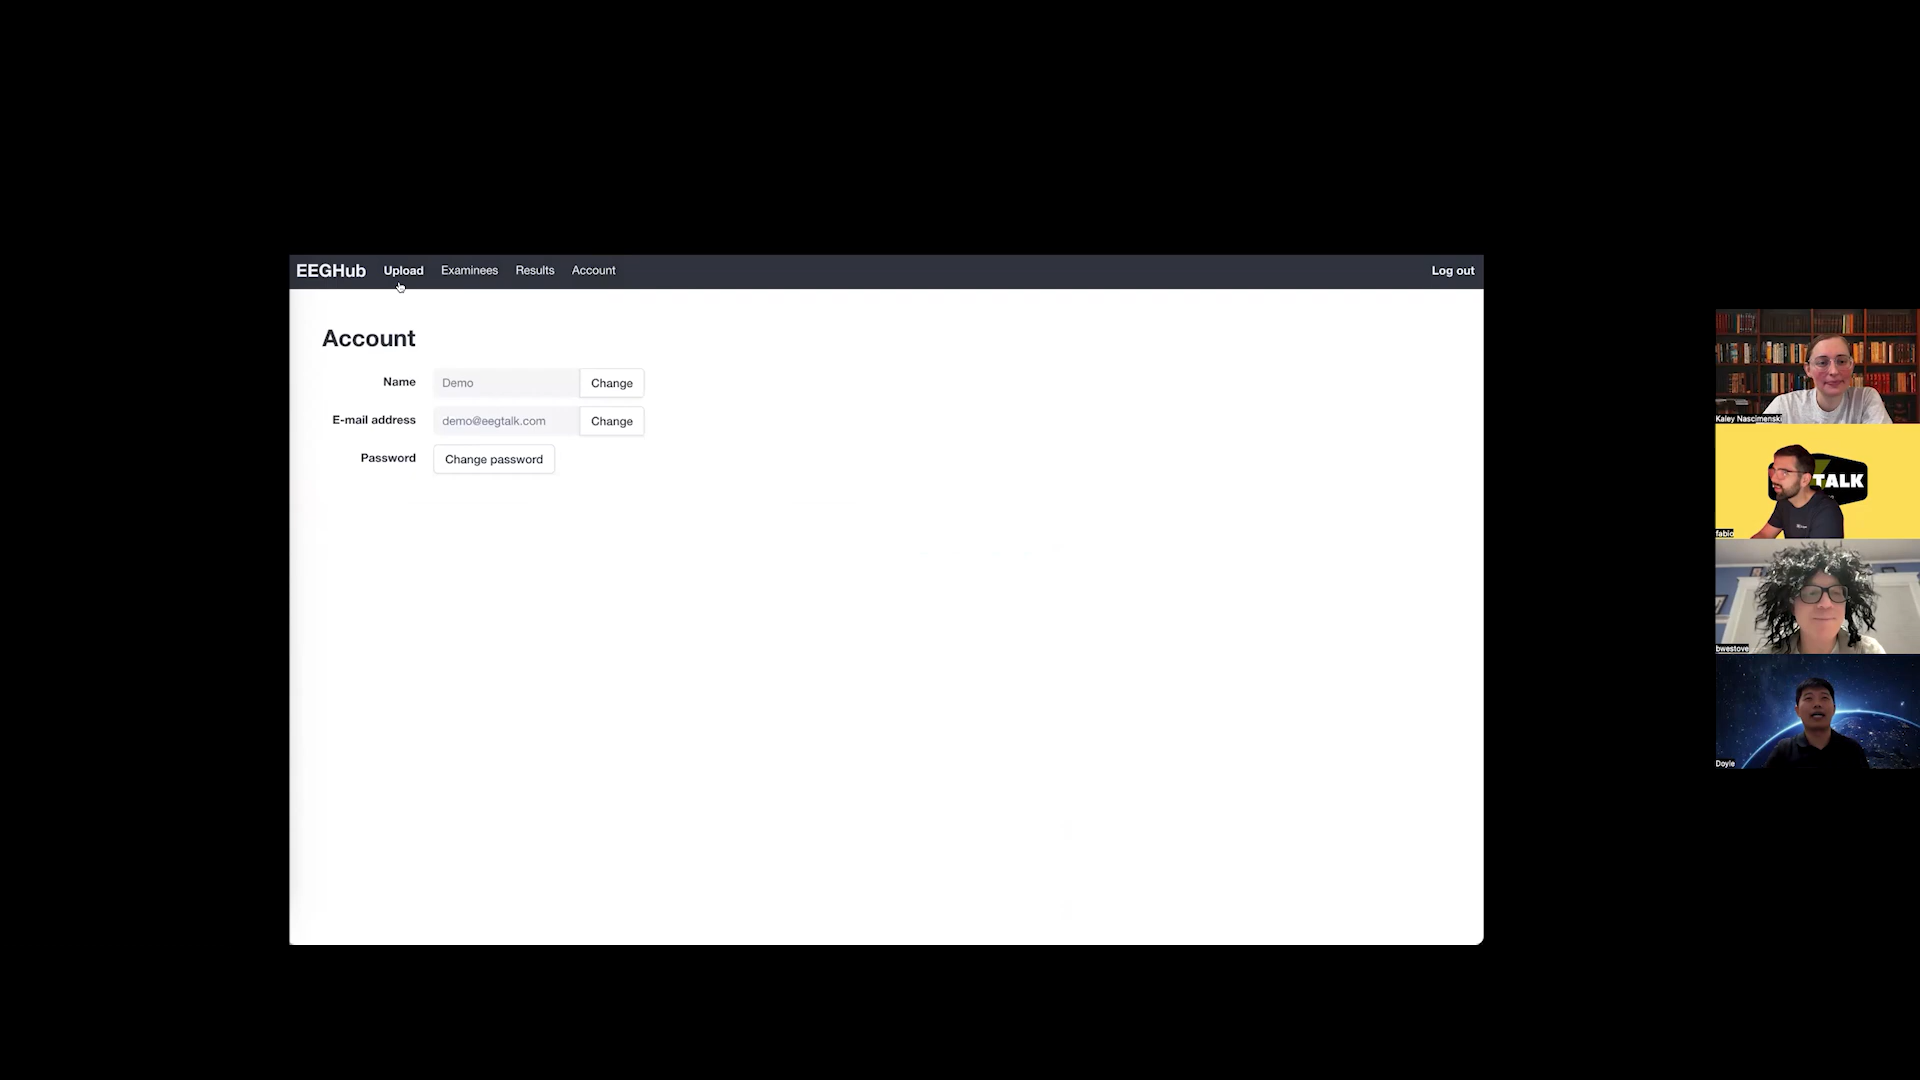 EEGHub Upload Examinees Results Account Log out
Account
Name Demo Change
E-mail address demo@eegtalk.com Change
Password Change password
Kaley Nascimenski
TALK
fabio
bwestove
Doyle